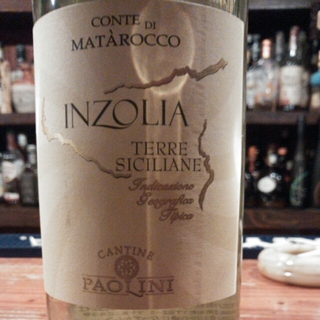 CONTE DI
MATÀROCCO
INZOLIA
TERRE
SICILIANE
Indicazione
Geografica
Tipica
CANTINE
PAOLINI